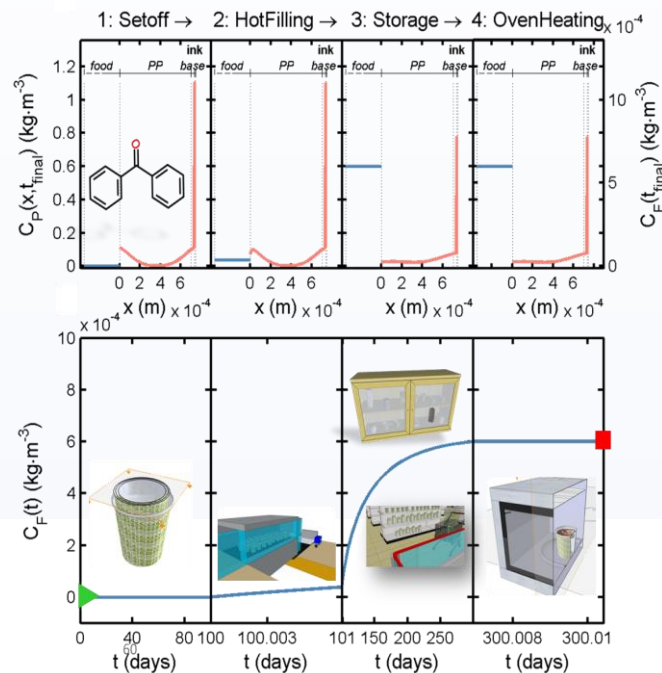 1: Setoff → 2: HotFilling → 3: Storage → 4: OvenHeating × 10⁻⁴
ink ink ink ink
food PP base food PP base food PP base food PP base
C_P(x,t_final) (kg·m⁻³)
1.2
1
0.8
0.6
0.4
0.2
0
O
10
5
0
× 10⁻⁴
C_F(t_final) (kg·m⁻³)
0 2 4 6 0 2 4 6 0 2 4 6 0 2 4 6
x (m) × 10⁻⁴ x (m) × 10⁻⁴ x (m) × 10⁻⁴ x (m) × 10⁻⁴
× 10⁻⁴
C_F(t) (kg·m⁻³)
10
8
6
4
2
0
0 40 60 80 100 100.003 101 150 200 250 300.008 300.01
t (days) t (days) t (days) t (days)